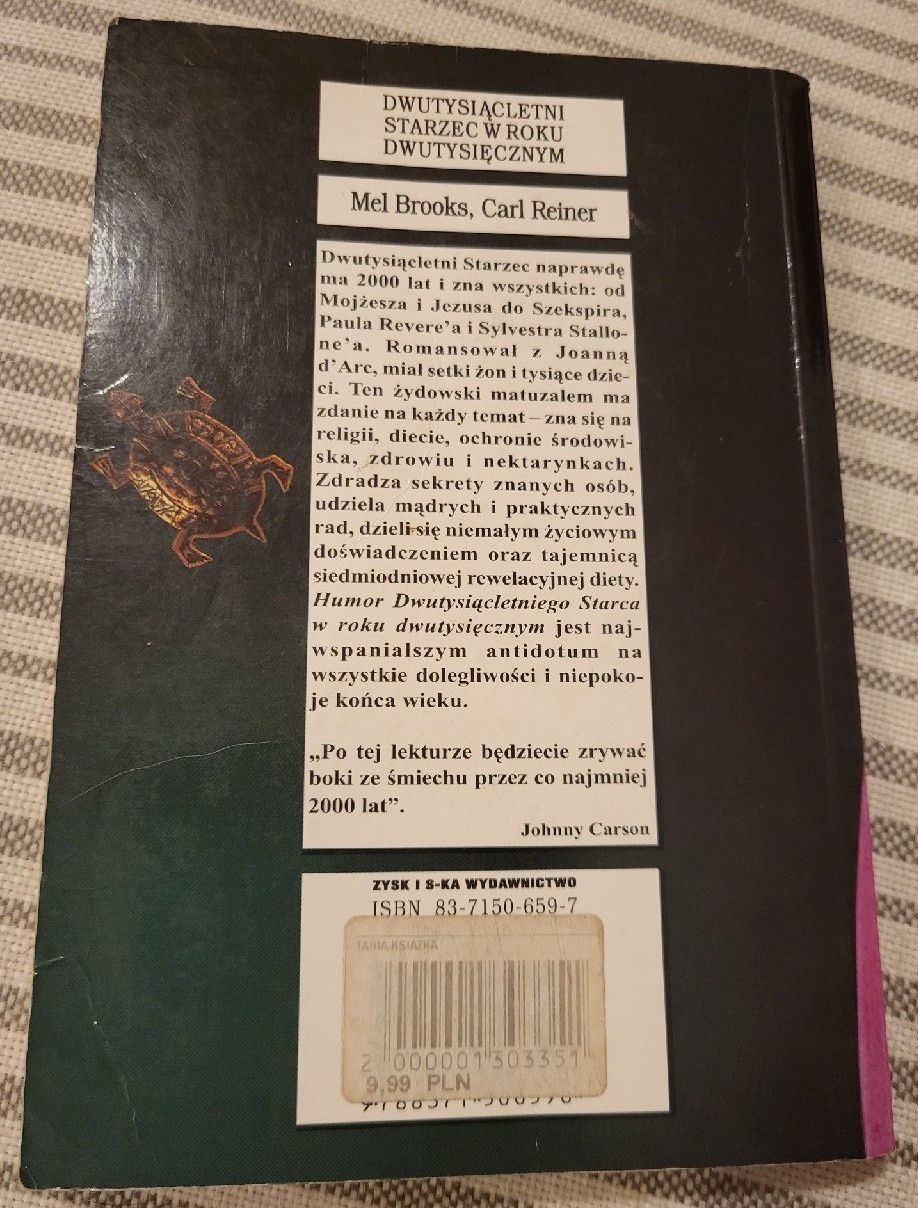 DWUTYSIĄCLETNI
STARZEC W ROKU
DWUTYSIĘCZNYM
Mel Brooks, Carl Reiner
Dwutysiącletni Starzec naprawdę
ma 2000 lat i zna wszystkich: od
Mojżesza i Jezusa do Szekspira,
Paula Revere'a i Sylvestra Stallo-
ne'a. Romansował z Joanną
d'Arc, miał setki żon i tysiące dzie-
ci. Ten żydowski matuzalem ma
zdanie na każdy temat – zna się na
religii, diecie, ochronie środowi-
ska, zdrowiu i nektarynkach.
Zdradza sekrety znanych osób,
udziela mądrych i praktycznych
rad, dzieli się niemałym życiowym
doświadczeniem oraz tajemnicą
siedmiodniowej rewelacyjnej diety.
Humor Dwutysiącletniego Starca
w roku dwutysięcznym jest naj-
wspanialszym antidotum na
wszystkie dolegliwości i niepoko-
je końca wieku.
„Po tej lekturze będziecie zrywać
boki ze śmiechu przez co najmniej
2000 lat”.
Johnny Carson
ZYSK I S-KA WYDAWNICTWO
ISBN 83-7150-659-7
TANIA KSIAZKA
2 000001 303351
9,99 PLN